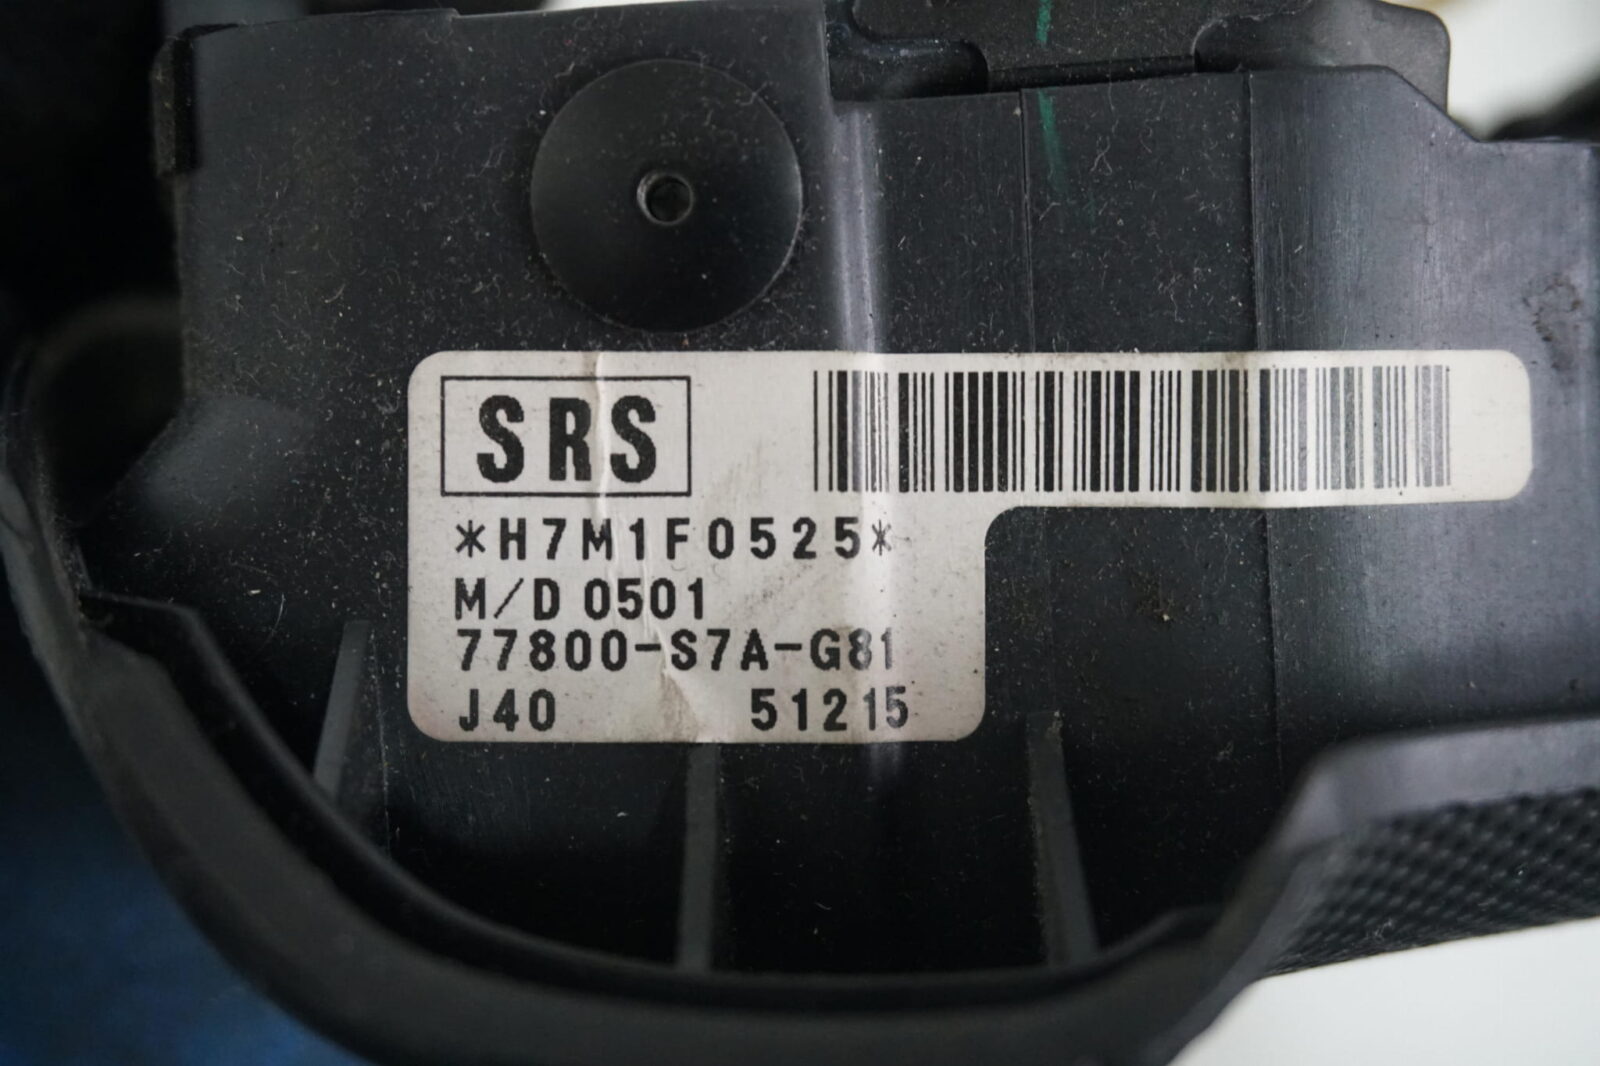 SRS
*H7M1F0525*
M/D 0501
77800-S7A-G81
J40 51215